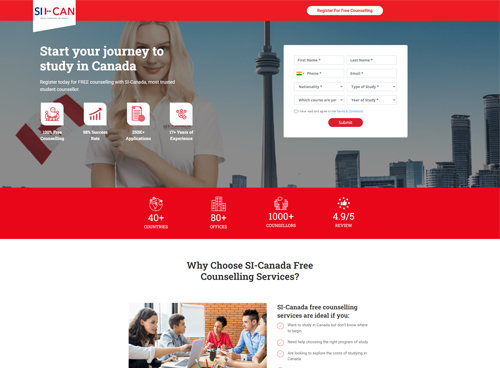 SI-CAN
Register For Free Counselling
Start your journey to
study in Canada
Register today for FREE counselling with SI-Canada, most trusted
student counsellor.
100% Free
Counselling
98% Success
Rate
250K+
Applications
17+ Years of
Experience
First Name *
Last Name *
Phone *
Email *
Nationality *
Type of Study *
Which course are you
Year of Study *
I have read and agree to the Terms & Conditions
Submit
40+
COUNTRIES
80+
OFFICES
1000+
COUNSELLORS
4.9/5
REVIEW
Why Choose SI-Canada Free
Counselling Services?
SI-Canada free counselling
services are ideal if you:
Want to study in Canada but don't know where
to begin
Need help choosing the right program of study
Are looking to explore the costs of studying in
Canada